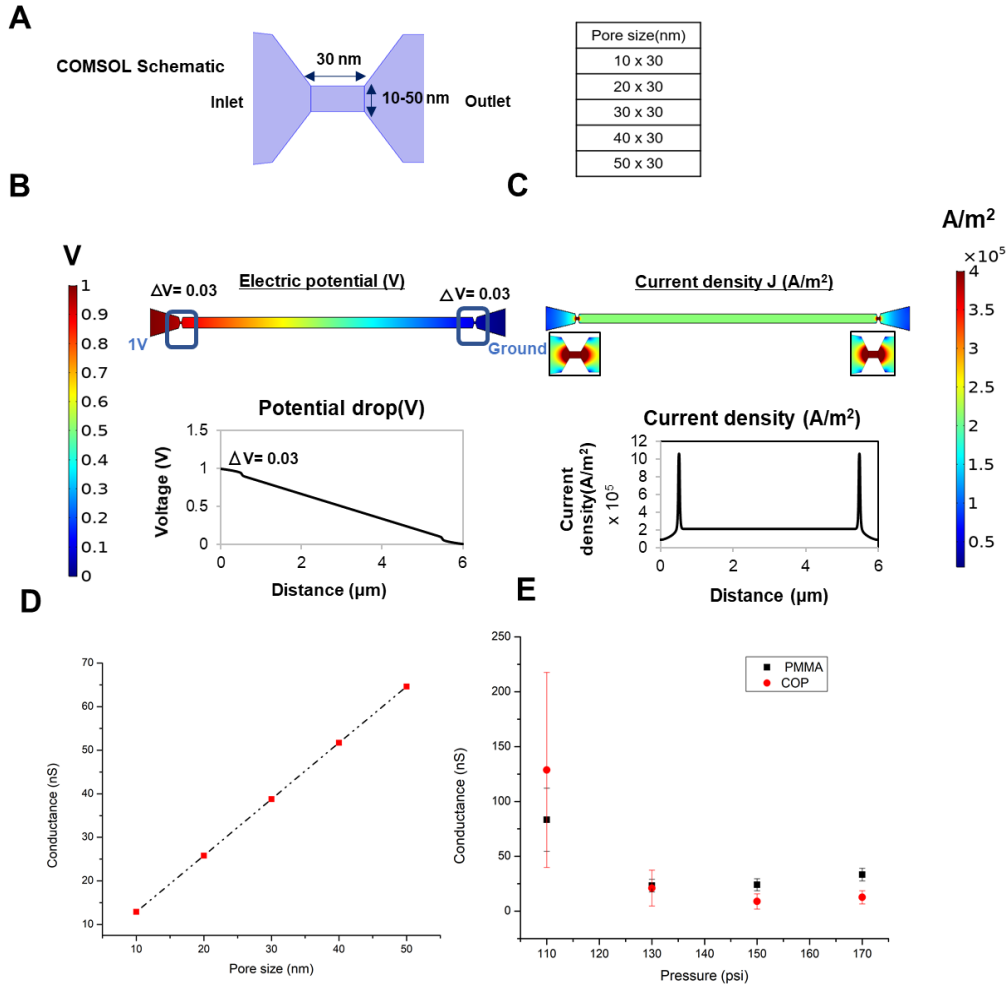 A
COMSOL Schematic
30 nm
Inlet
10-50 nm
Outlet
Pore size(nm)
10 x 30
20 x 30
30 x 30
40 x 30
50 x 30
B
V
1
0.9
0.8
0.7
0.6
0.5
0.4
0.3
0.2
0.1
0
Electric potential (V)
ΔV= 0.03
△V= 0.03
1V
Ground
Potential drop(V)
△V= 0.03
Voltage (V)
1.5
1
0.5
0
0
2
4
6
Distance (µm)
C
A/m²
×10⁵
4
3.5
3
2.5
2
1.5
1
0.5
Current density J (A/m²)
Current density (A/m²)
Current
density(A/m²)
x 10⁵
12
10
8
6
4
2
0
0
2
4
6
Distance (µm)
D
Conductance (nS)
70
60
50
40
30
20
10
10
20
30
40
50
Pore size (nm)
E
Conductance (nS)
250
200
150
100
50
0
PMMA
COP
110
120
130
140
150
160
170
Pressure (psi)